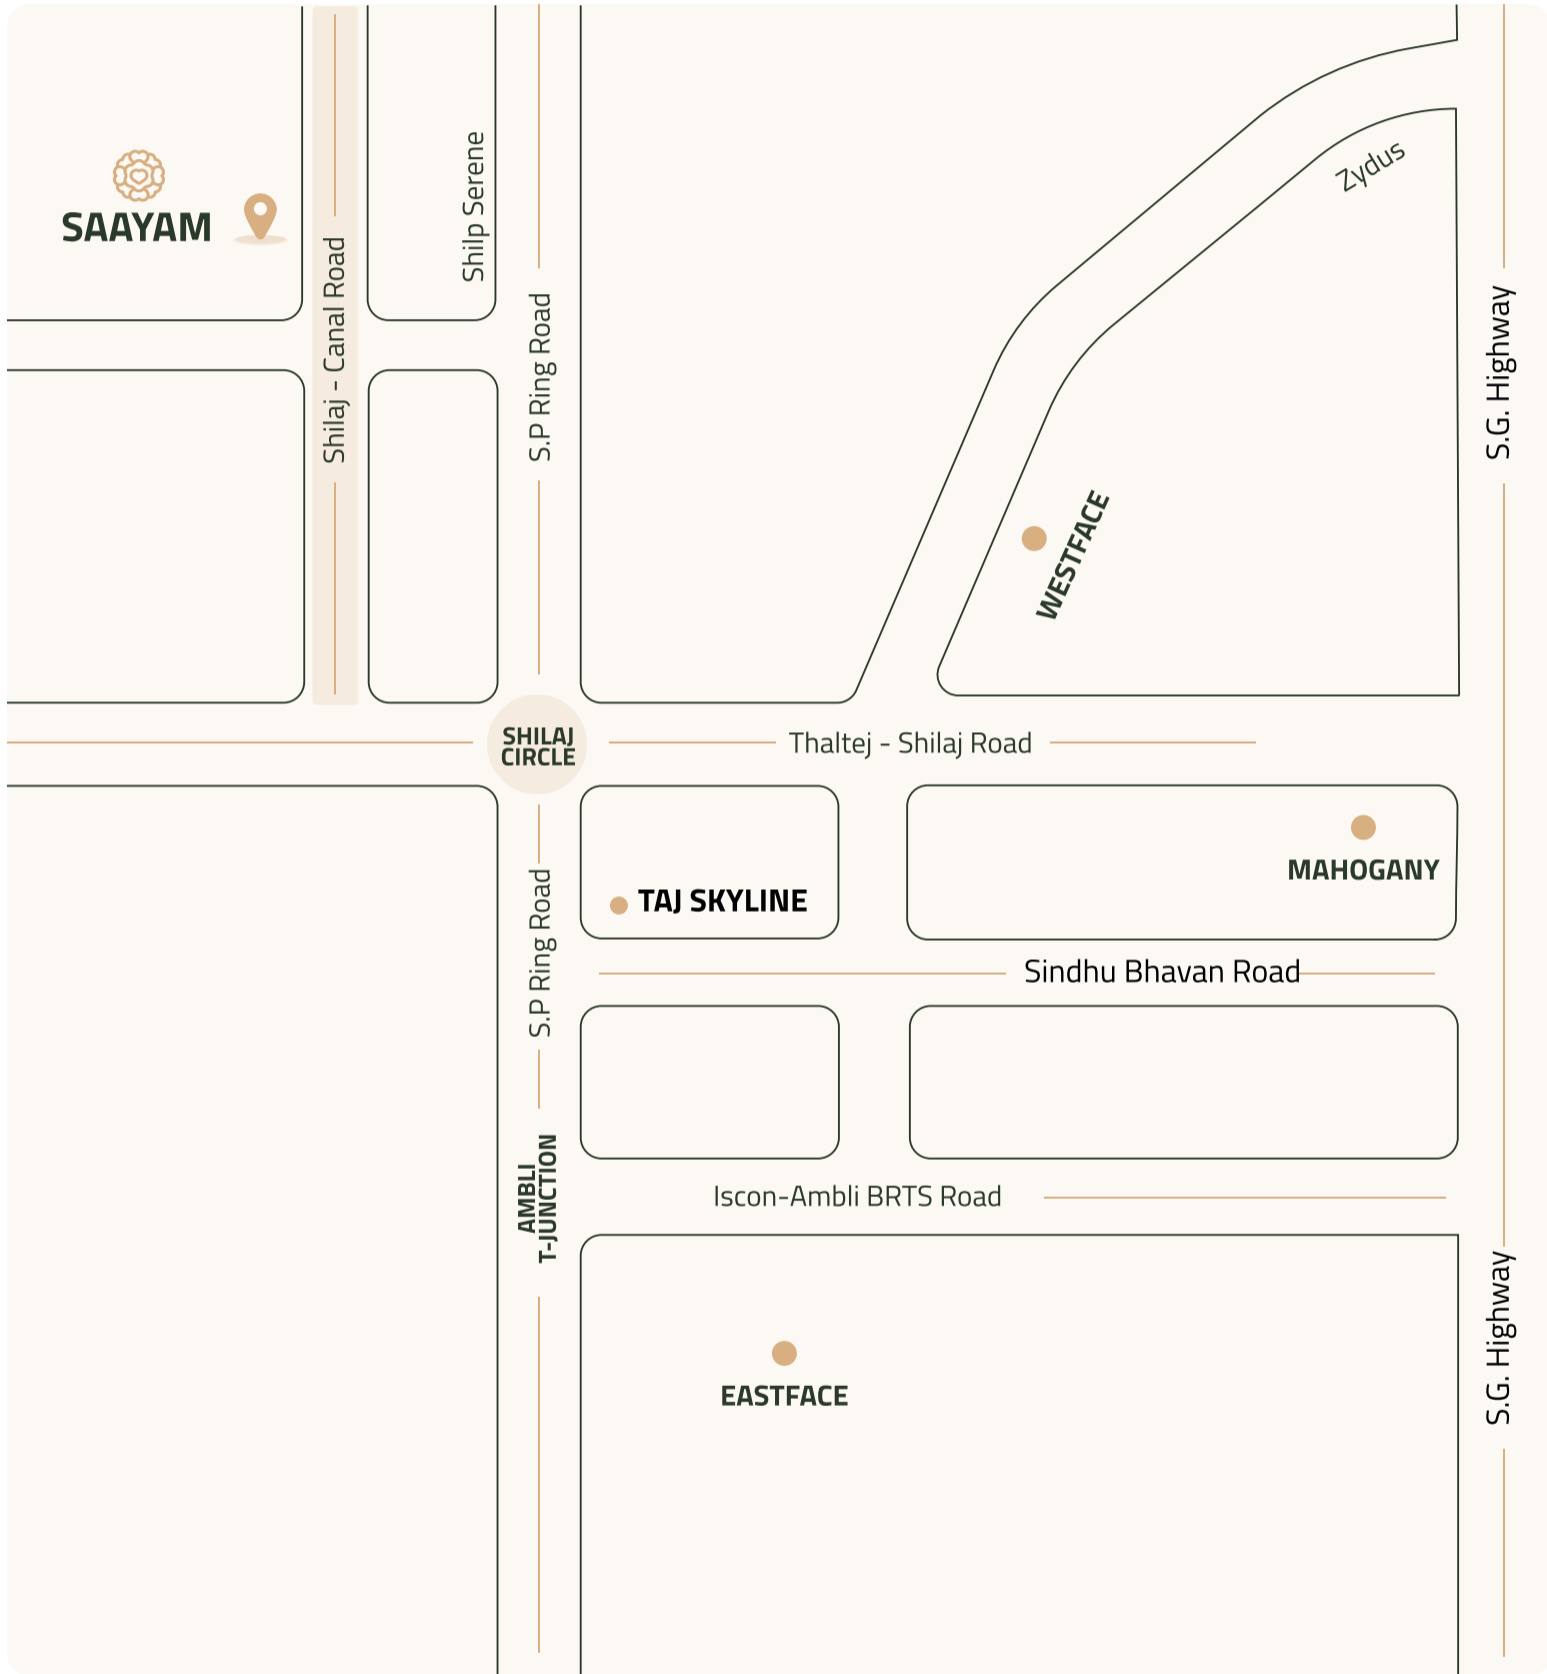 Shilp Serene
Zydus
SAAYAM
Shilaj - Canal Road
S.P Ring Road
S.G. Highway
WESTFACE
SHILAJ
CIRCLE
Thaltej - Shilaj Road
MAHOGANY
TAJ SKYLINE
S.P Ring Road
Sindhu Bhavan Road
AMBLI
T-JUNCTION
Iscon-Ambli BRTS Road
S.G. Highway
EASTFACE